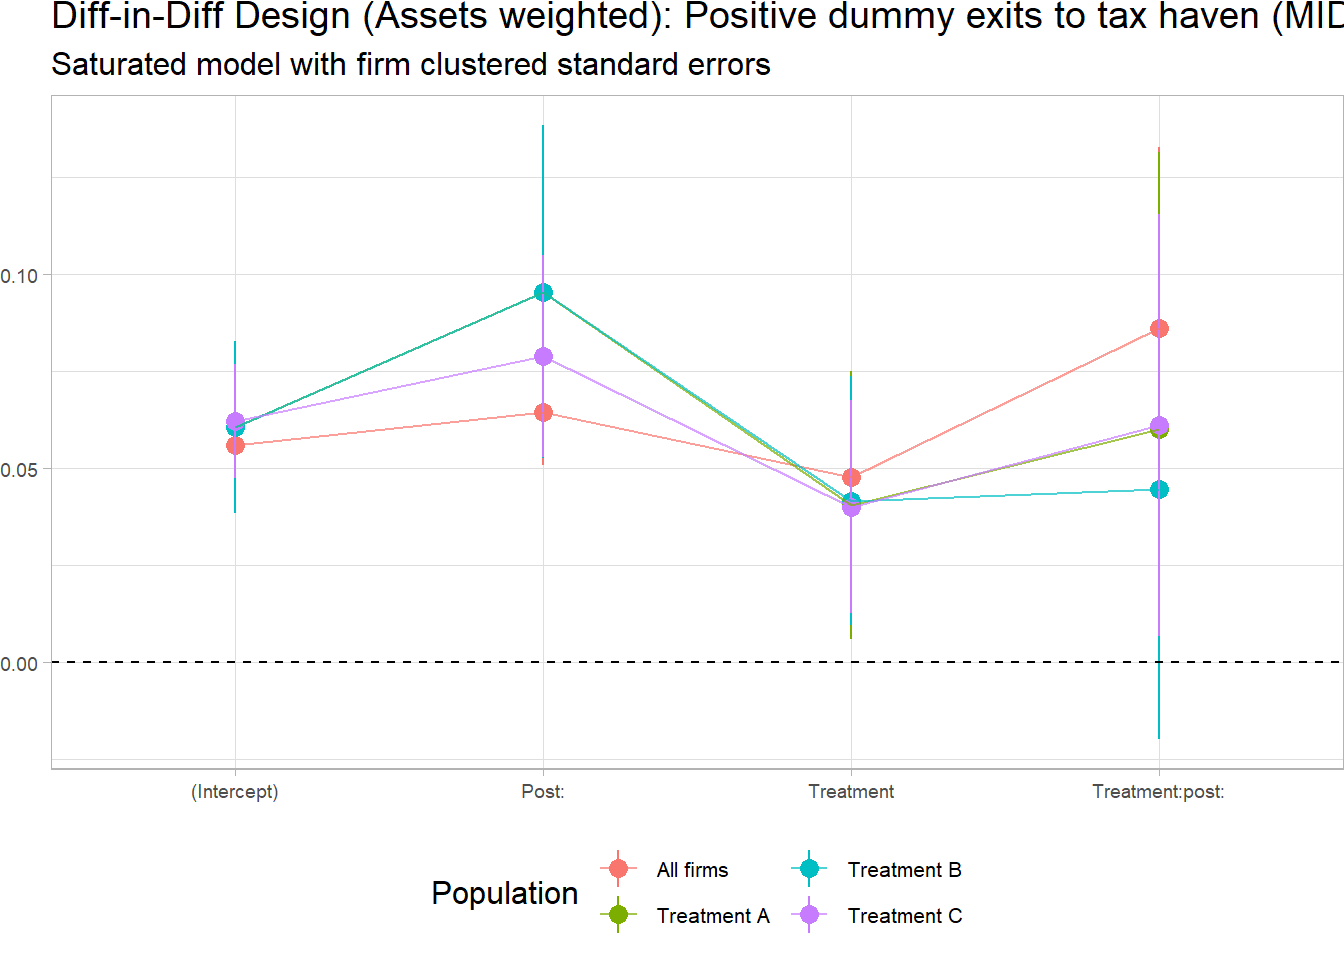 Diff-in-Diff Design (Assets weighted): Positive dummy exits to tax haven (MID
Saturated model with firm clustered standard errors
0.10
0.05
0.00
(Intercept) Post: Treatment Treatment:post:
Population
All firms Treatment B
Treatment A Treatment C